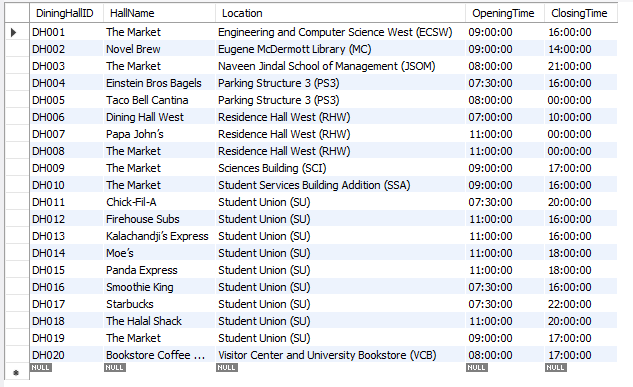 DiningHallID HallName Location OpeningTime ClosingTime
DH001 The Market Engineering and Computer Science West (ECSW) 09:00:00 16:00:00
DH002 Novel Brew Eugene McDermott Library (MC) 09:00:00 14:00:00
DH003 The Market Naveen Jindal School of Management (JSOM) 08:00:00 21:00:00
DH004 Einstein Bros Bagels Parking Structure 3 (PS3) 07:30:00 16:00:00
DH005 Taco Bell Cantina Parking Structure 3 (PS3) 08:00:00 00:00:00
DH006 Dining Hall West Residence Hall West (RHW) 07:00:00 10:00:00
DH007 Papa John’s Residence Hall West (RHW) 11:00:00 00:00:00
DH008 The Market Residence Hall West (RHW) 11:00:00 00:00:00
DH009 The Market Sciences Building (SCI) 09:00:00 17:00:00
DH010 The Market Student Services Building Addition (SSA) 09:00:00 16:00:00
DH011 Chick-Fil-A Student Union (SU) 07:30:00 20:00:00
DH012 Firehouse Subs Student Union (SU) 11:00:00 16:00:00
DH013 Kalachandji’s Express Student Union (SU) 11:00:00 16:00:00
DH014 Moe’s Student Union (SU) 11:00:00 18:00:00
DH015 Panda Express Student Union (SU) 11:00:00 18:00:00
DH016 Smoothie King Student Union (SU) 07:30:00 16:00:00
DH017 Starbucks Student Union (SU) 07:30:00 22:00:00
DH018 The Halal Shack Student Union (SU) 11:00:00 20:00:00
DH019 The Market Student Union (SU) 09:00:00 17:00:00
DH020 Bookstore Coffee ... Visitor Center and University Bookstore (VCB) 08:00:00 17:00:00
NULL NULL NULL NULL NULL